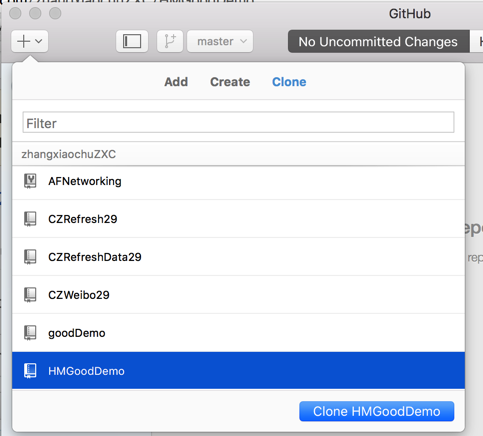 GitHub
master
No Uncommitted Changes
Add Create Clone
Filter
zhangxiaochuZXC
AFNetworking
CZRefresh29
CZRefreshData29
CZWeibo29
goodDemo
HMGoodDemo
Clone HMGoodDemo